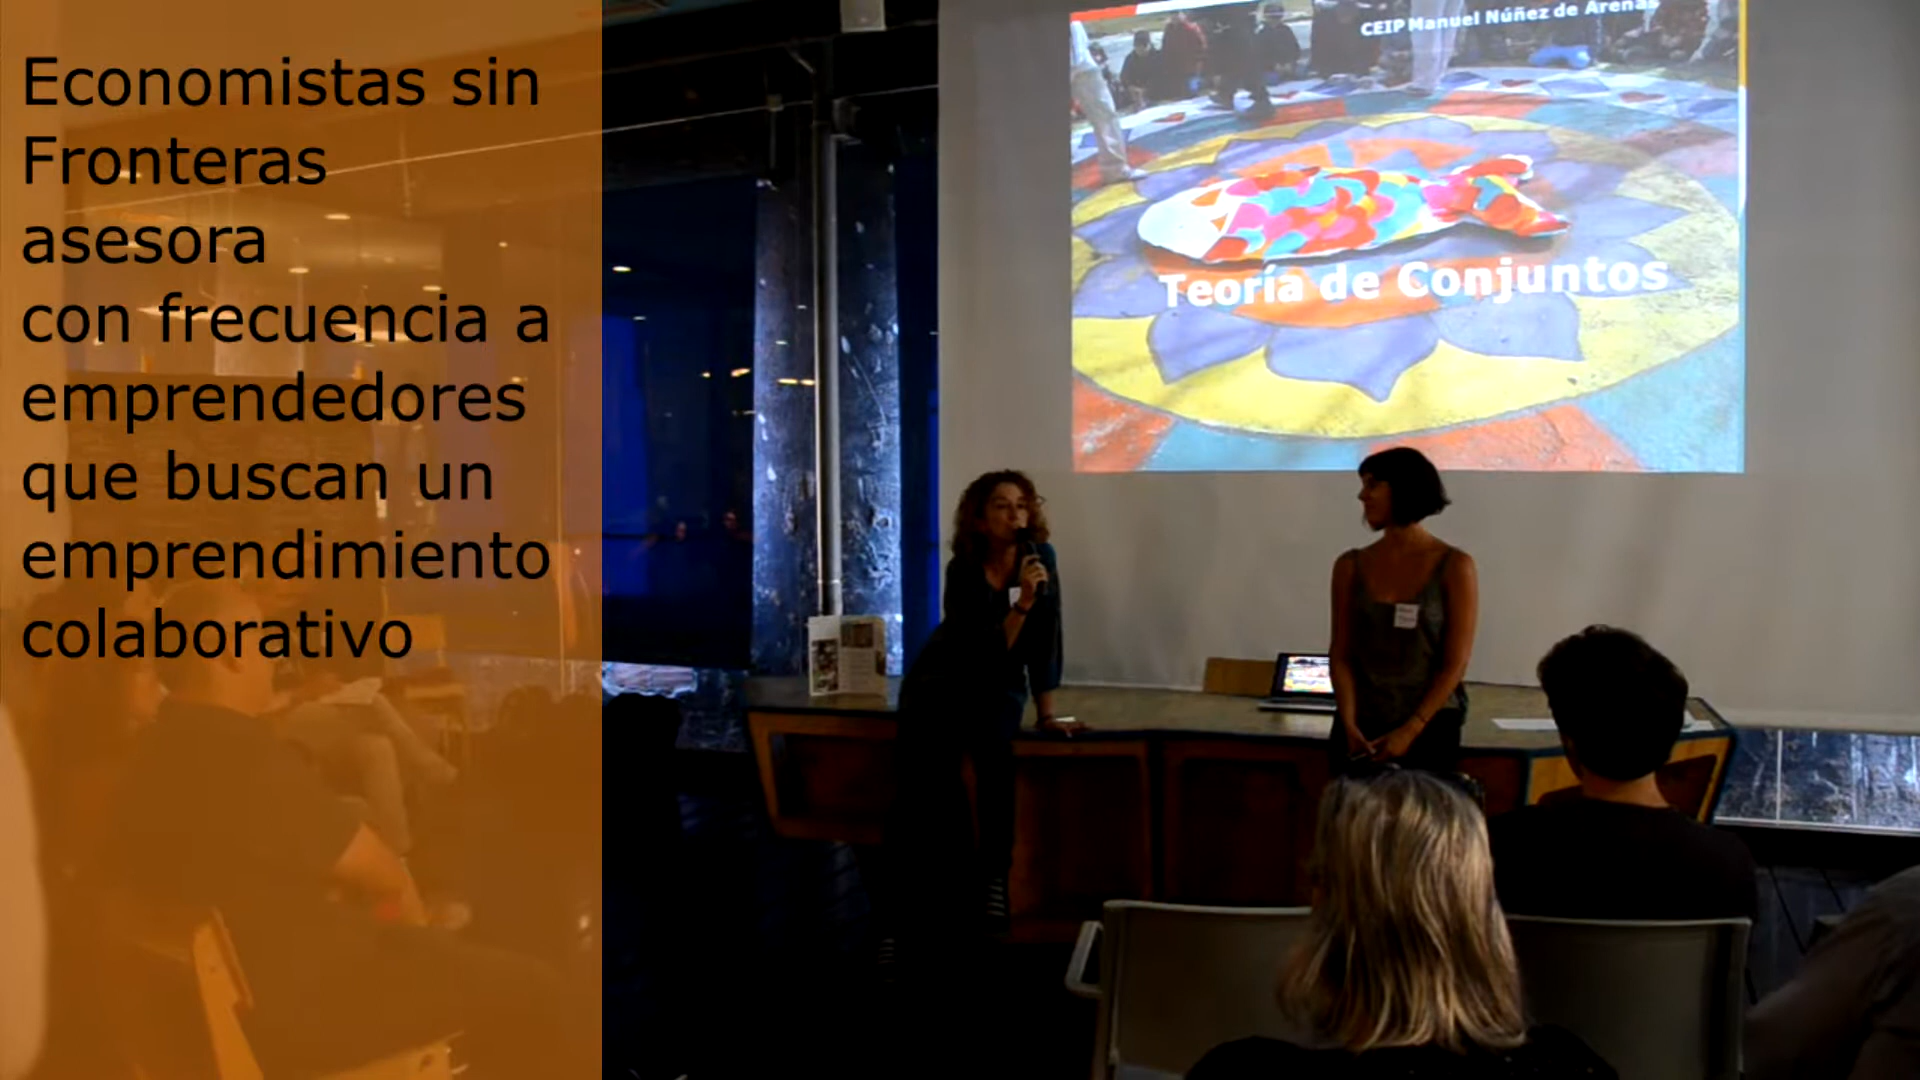 Economistas sin
Fronteras
asesora
con frecuencia a
emprendedores
que buscan un
emprendimiento
colaborativo
CEIP Manuel Núñez de Arenas
Teoría de Conjuntos